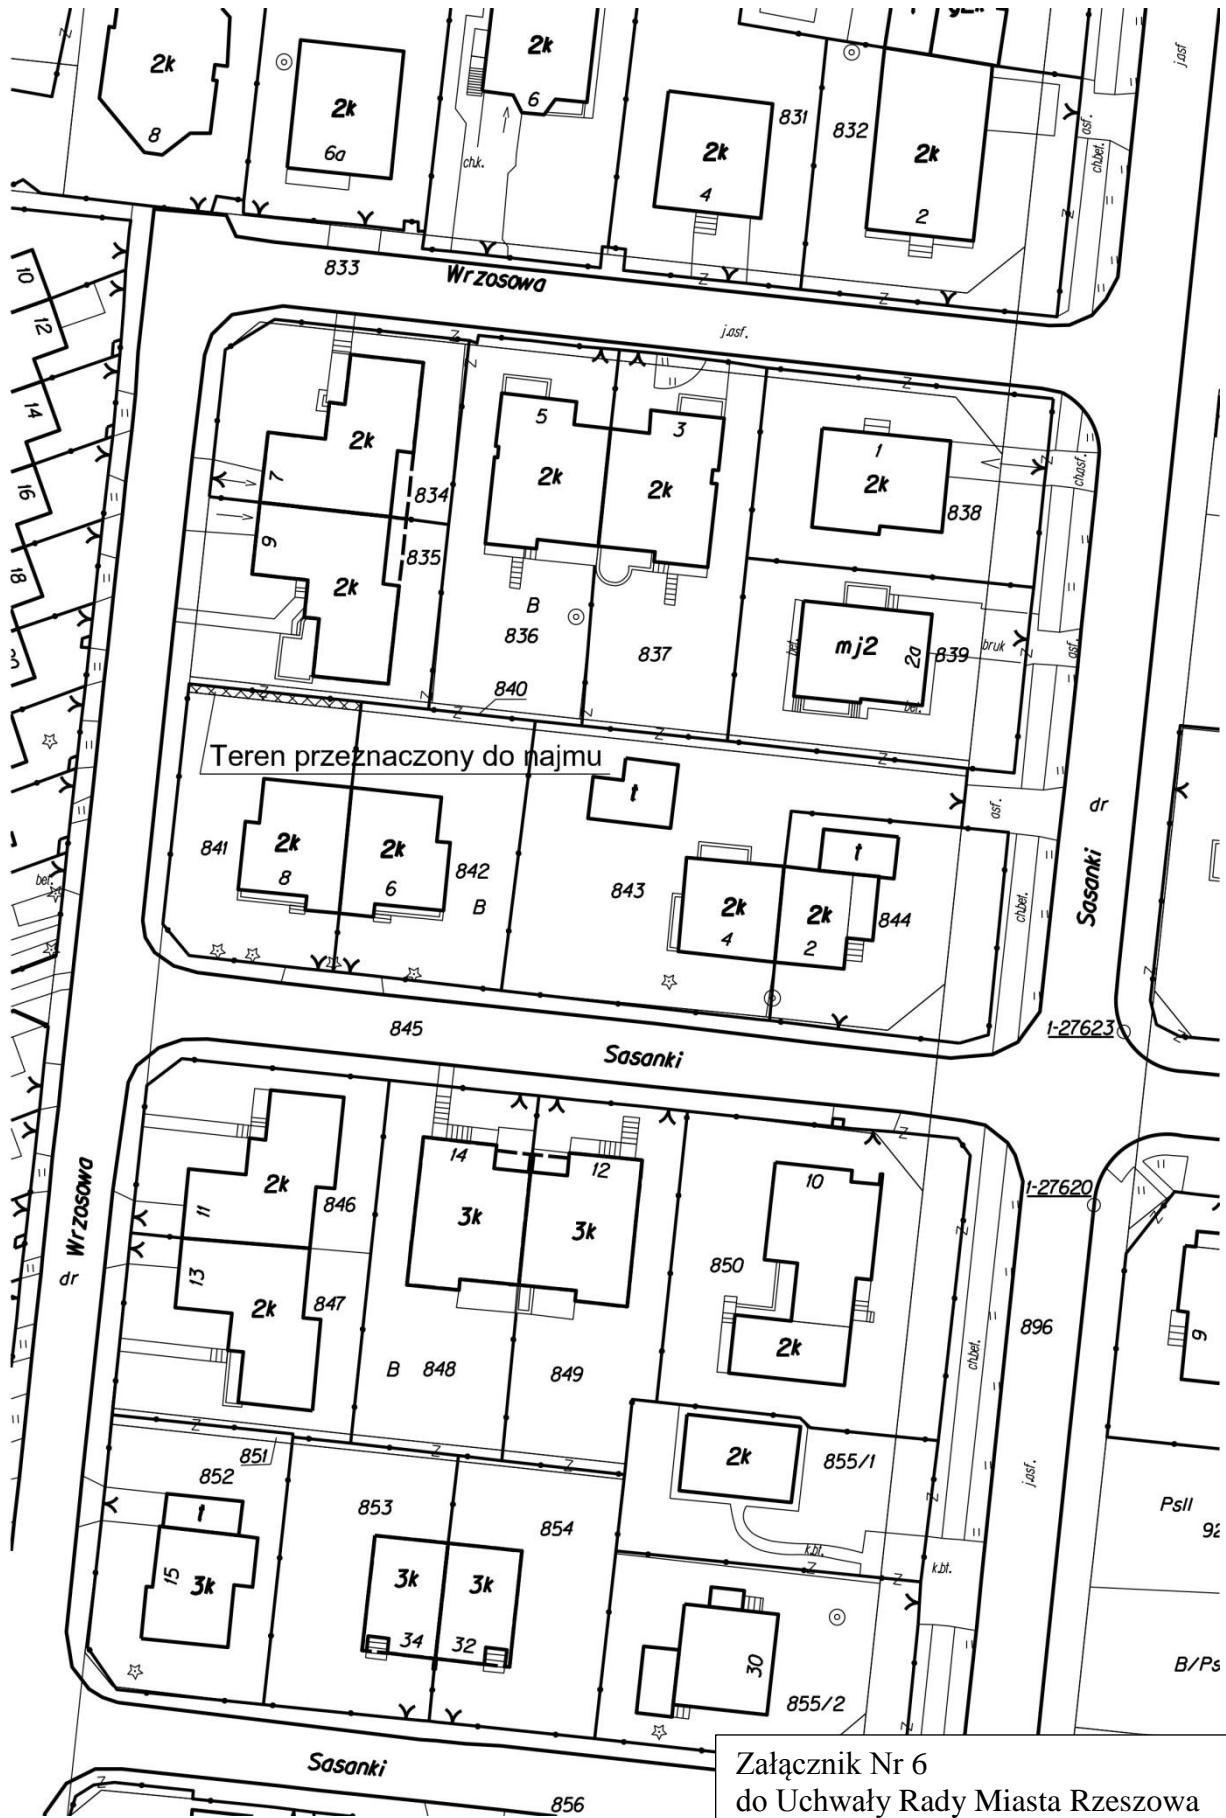 2k
g2k
j.asf
2k
8
2k
6a
6
ch.k.
831
832
2k
4
2k
2
asf.
ch.bet.
833
Wrzosowa
j.asf.
10
12
14
16
18
5
3
1
2k
7
2k
2k
2k
834
838
ch.asf.
9
835
2k
B
836
837
bet.
mj2
2a
839
bruk
asf.
bet.
840
Teren przeznaczony do najmu
t
asf.
dr
841
2k
8
2k
6
842
B
843
t
2k
4
2k
2
844
ch.bet.
Sasanki
bet.
845
Sasanki
1-27623
Wrzosowa
dr
14
12
10
1-27620
2k
11
846
3k
3k
13
847
2k
850
896
9
2k
ch.bet.
B
848
849
851
852
2k
855/1
j.asf.
853
854
PsII
92
t
15
3k
3k
3k
k.bt.
k.bt.
34
32
30
855/2
B/Ps
Sasanki
856
Załącznik Nr 6
do Uchwały Rady Miasta Rzeszowa